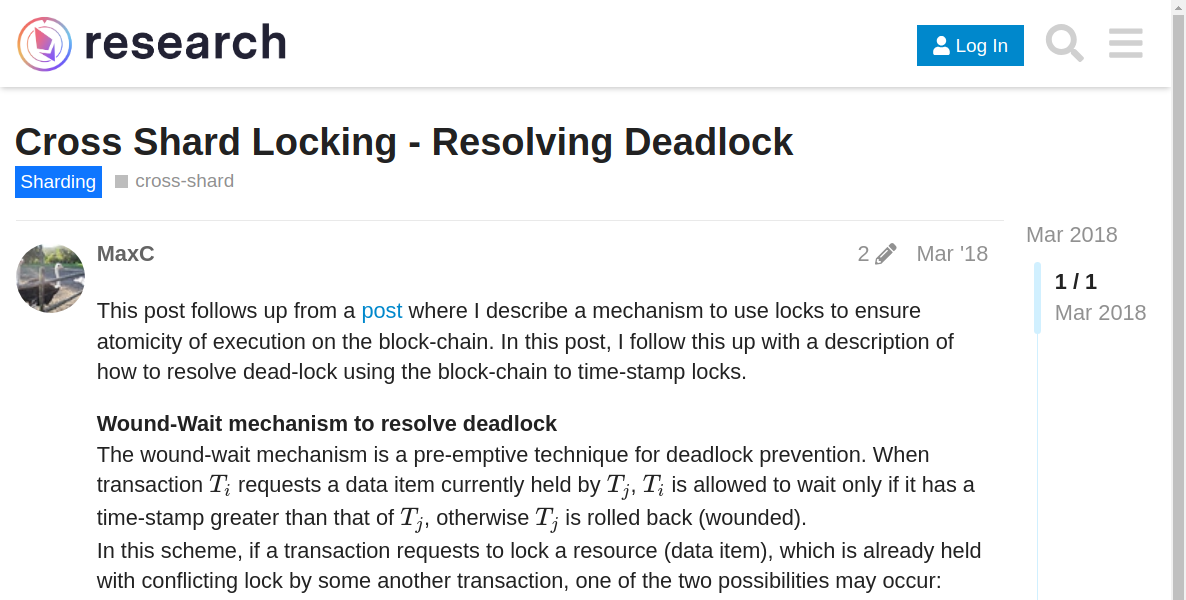 research
Log In
Cross Shard Locking - Resolving Deadlock
Sharding cross-shard
Mar 2018
MaxC 2 Mar '18
1 / 1
Mar 2018
This post follows up from a post where I describe a mechanism to use locks to ensure
atomicity of execution on the block-chain. In this post, I follow this up with a description of
how to resolve dead-lock using the block-chain to time-stamp locks.
Wound-Wait mechanism to resolve deadlock
The wound-wait mechanism is a pre-emptive technique for deadlock prevention. When
transaction T_i requests a data item currently held by T_j, T_i is allowed to wait only if it has a
time-stamp greater than that of T_j, otherwise T_j is rolled back (wounded).
In this scheme, if a transaction requests to lock a resource (data item), which is already held
with conflicting lock by some another transaction, one of the two possibilities may occur: